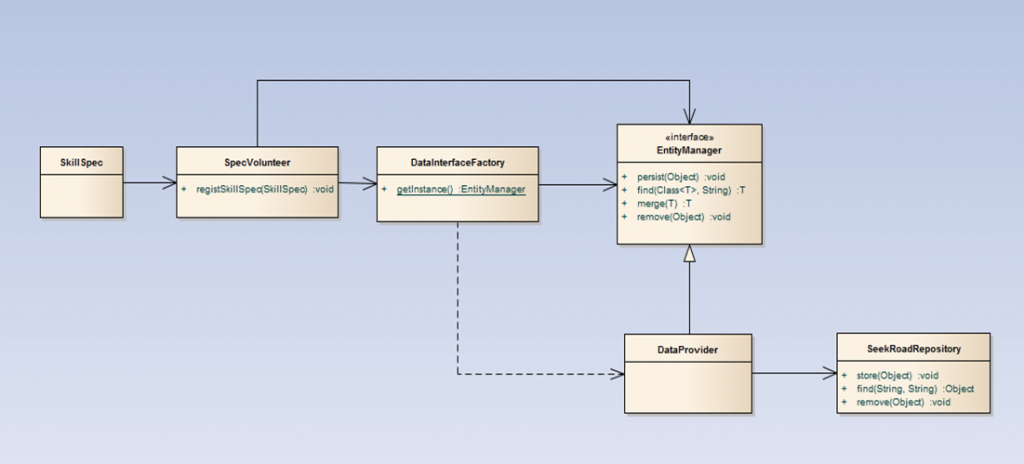 SkillSpec
SpecVolunteer
+ registSkillSpec(SkillSpec) :void
DataInterfaceFactory
+ getInstance() :EntityManager
«interface»
EntityManager
+ persist(Object) :void
+ find(Class<T>, String) :T
+ merge(T) :T
+ remove(Object) :void
DataProvider
SeekRoadRepository
+ store(Object) :void
+ find(String, String) :Object
+ remove(Object) :void